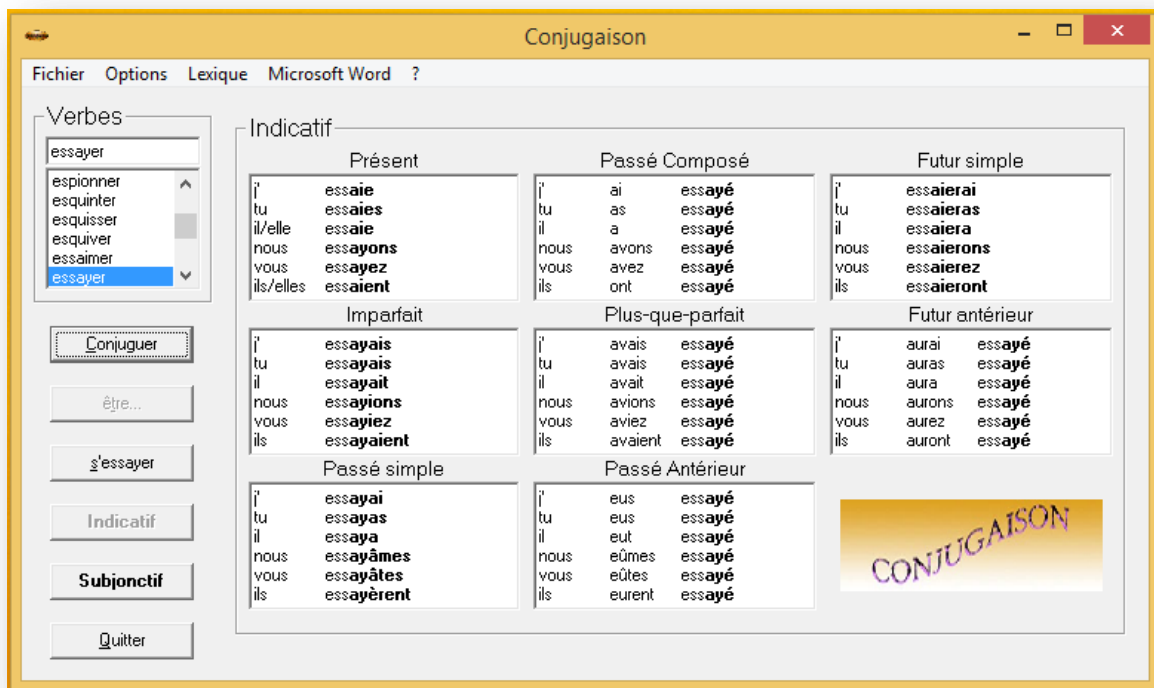 Conjugaison
Fichier Options Lexique Microsoft Word ?
Verbes
essayer
espionner
esquinter
esquisser
esquiver
essaimer
essayer
Conjuguer
être...
s'essayer
Indicatif
Subjonctif
Quitter
Indicatif
Présent
j' essaie
tu essaies
il/elle essaie
nous essayons
vous essayez
ils/elles essaient
Passé Composé
j' ai essayé
tu as essayé
il a essayé
nous avons essayé
vous avez essayé
ils ont essayé
Futur simple
j' essaierai
tu essaieras
il essaiera
nous essaierons
vous essaierez
ils essaieront
Imparfait
j' essayais
tu essayais
il essayait
nous essayions
vous essayiez
ils essayaient
Plus-que-parfait
j' avais essayé
tu avais essayé
il avait essayé
nous avions essayé
vous aviez essayé
ils avaient essayé
Futur antérieur
j' aurai essayé
tu auras essayé
il aura essayé
nous aurons essayé
vous aurez essayé
ils auront essayé
Passé simple
j' essayai
tu essayas
il essaya
nous essayâmes
vous essayâtes
ils essayèrent
Passé Antérieur
j' eus essayé
tu eus essayé
il eut essayé
nous eûmes essayé
vous eûtes essayé
ils eurent essayé
CONJUGAISON